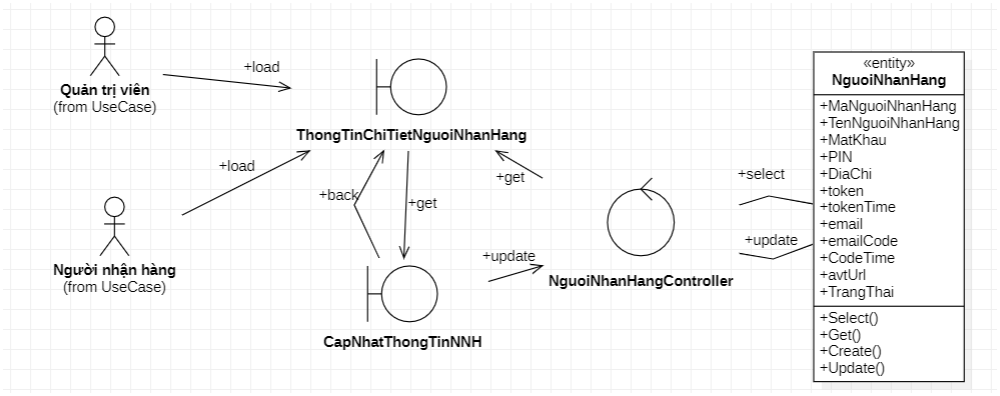 Quản trị viên
(from UseCase)
+load
ThongTinChiTietNguoiNhanHang
+load
Người nhận hàng
(from UseCase)
+back
+get
CapNhatThongTinNNH
+get
+update
NguoiNhanHangController
+select
+update
«entity»
NguoiNhanHang
+MaNguoiNhanHang
+TenNguoiNhanHang
+MatKhau
+PIN
+DiaChi
+token
+tokenTime
+email
+emailCode
+CodeTime
+avtUrl
+TrangThai
+Select()
+Get()
+Create()
+Update()